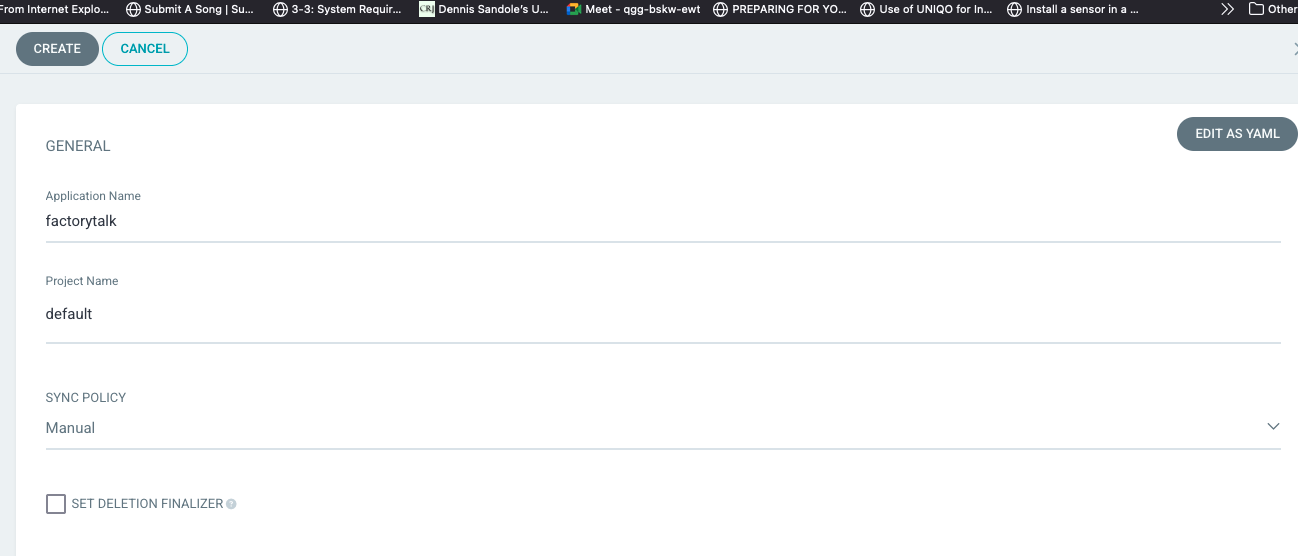 From Internet Explo... Submit A Song | Su... 3-3: System Requir... CRJ Dennis Sandole's U... Meet - qgg-bskw-ewt PREPARING FOR YO... Use of UNIQO for In... Install a sensor in a ... Other
CREATE CANCEL
EDIT AS YAML
GENERAL
Application Name
factorytalk
Project Name
default
SYNC POLICY
Manual
SET DELETION FINALIZER ?